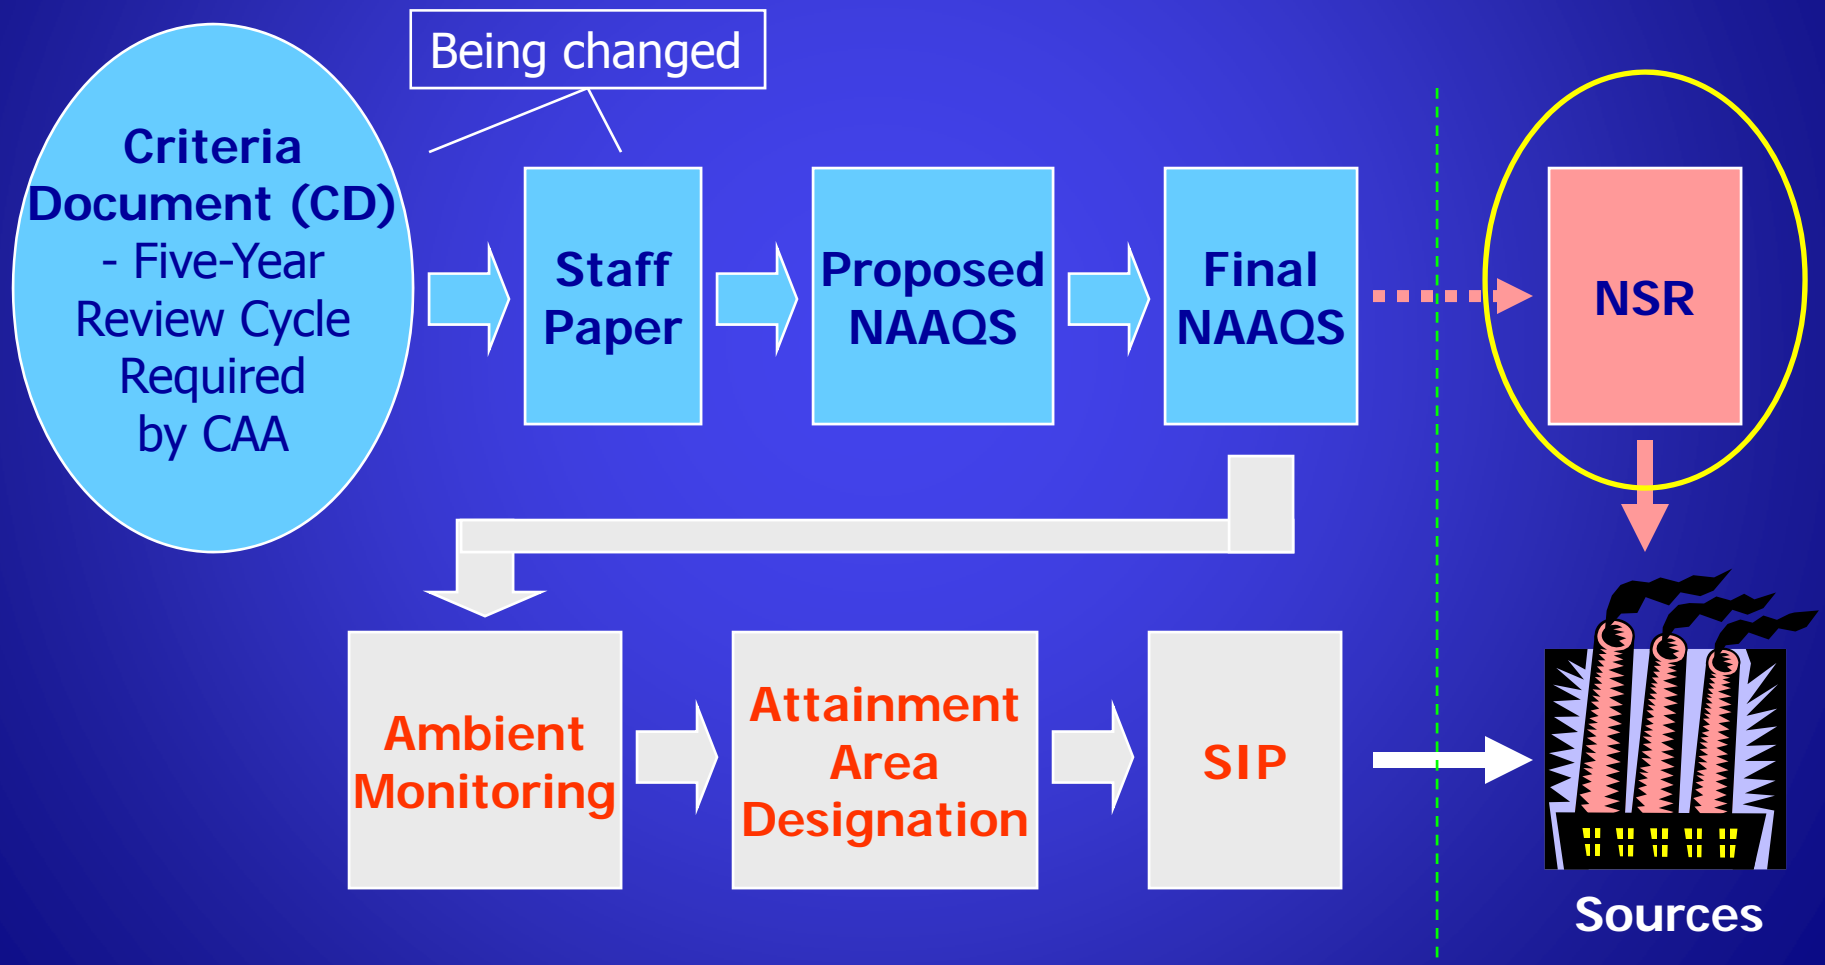 Being changed
Criteria
Document (CD)
- Five-Year
Review Cycle
Required
by CAA
Staff
Paper
Proposed
NAAQS
Final
NAAQS
NSR
Ambient
Monitoring
Attainment
Area
Designation
SIP
Sources